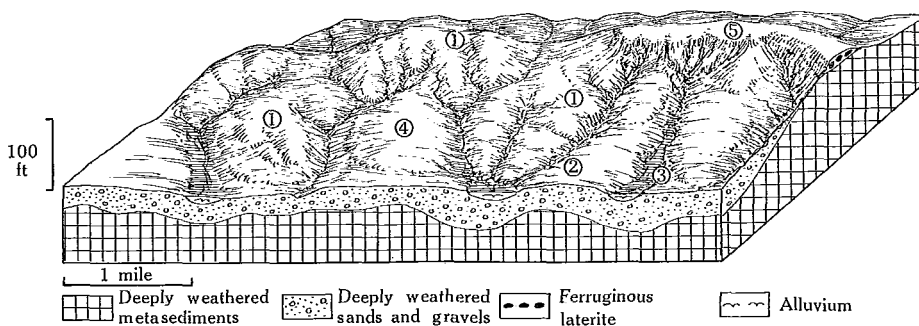 ⑤
①
①
①
④
100
ft
②
③
1 mile
Deeply weathered
metasediments
Deeply weathered
sands and gravels
Ferruginous
laterite
Alluvium